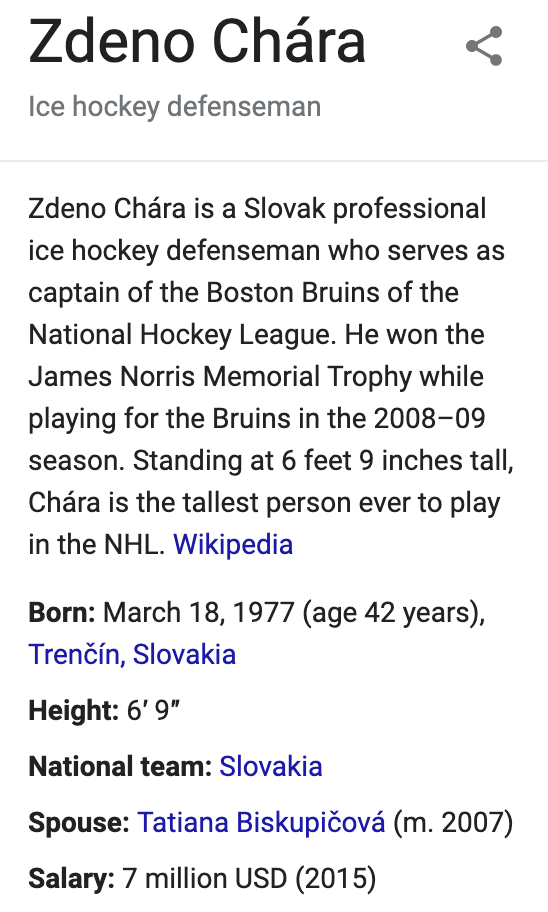 Zdeno Chára
Ice hockey defenseman
Zdeno Chára is a Slovak professional
ice hockey defenseman who serves as
captain of the Boston Bruins of the
National Hockey League. He won the
James Norris Memorial Trophy while
playing for the Bruins in the 2008–09
season. Standing at 6 feet 9 inches tall,
Chára is the tallest person ever to play
in the NHL. Wikipedia
Born: March 18, 1977 (age 42 years),
Trenčín, Slovakia
Height: 6′ 9″
National team: Slovakia
Spouse: Tatiana Biskupičová (m. 2007)
Salary: 7 million USD (2015)